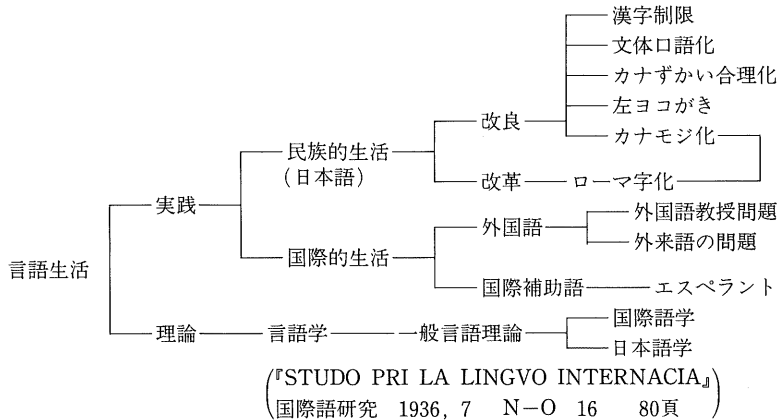 言語生活
実践
民族的生活
(日本語)
改良
漢字制限
文体口語化
カナずかい合理化
左ヨコがき
カナモジ化
改革
ローマ字化
国際的生活
外国語
外国語教授問題
外来語の問題
国際補助語
エスペラント
理論
言語学
一般言語理論
国際語学
日本語学
(『STUDO PRI LA LINGVO INTERNACIA』
国際語研究 1936, 7 N-O 16 80頁)